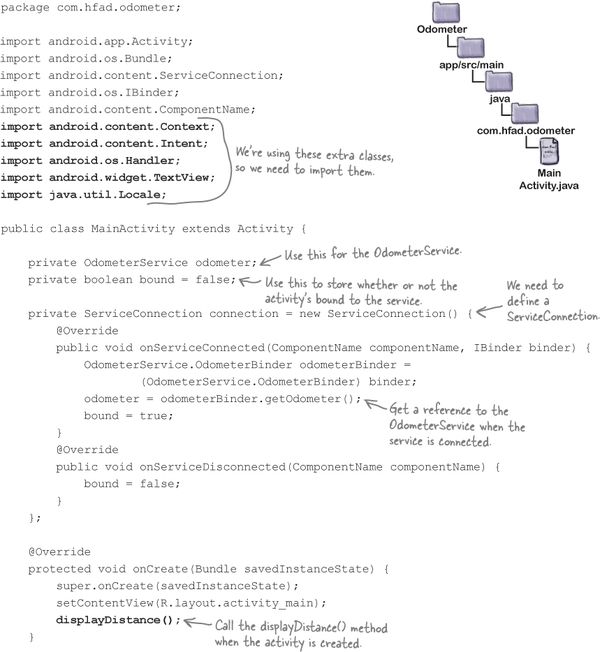 package com.hfad.odometer;
import android.app.Activity;
import android.os.Bundle;
import android.content.ServiceConnection;
import android.os.IBinder;
import android.content.ComponentName;
import android.content.Context;
import android.content.Intent;
import android.os.Handler;
import android.widget.TextView;
import java.util.Locale;
We're using these extra classes,
so we need to import them.
Odometer
app/src/main
java
com.hfad.odometer
Main
Activity.java
public class MainActivity extends Activity {
private OdometerService odometer;
Use this for the OdometerService.
private boolean bound = false;
Use this to store whether or not the
activity's bound to the service.
private ServiceConnection connection = new ServiceConnection() {
We need to
define a
ServiceConnection.
@Override
public void onServiceConnected(ComponentName componentName, IBinder binder) {
OdometerService.OdometerBinder odometerBinder =
(OdometerService.OdometerBinder) binder;
odometer = odometerBinder.getOdometer();
Get a reference to the
OdometerService when the
service is connected.
bound = true;
}
@Override
public void onServiceDisconnected(ComponentName componentName) {
bound = false;
}
};
@Override
protected void onCreate(Bundle savedInstanceState) {
super.onCreate(savedInstanceState);
setContentView(R.layout.activity_main);
displayDistance();
Call the displayDistance() method
when the activity is created.
}